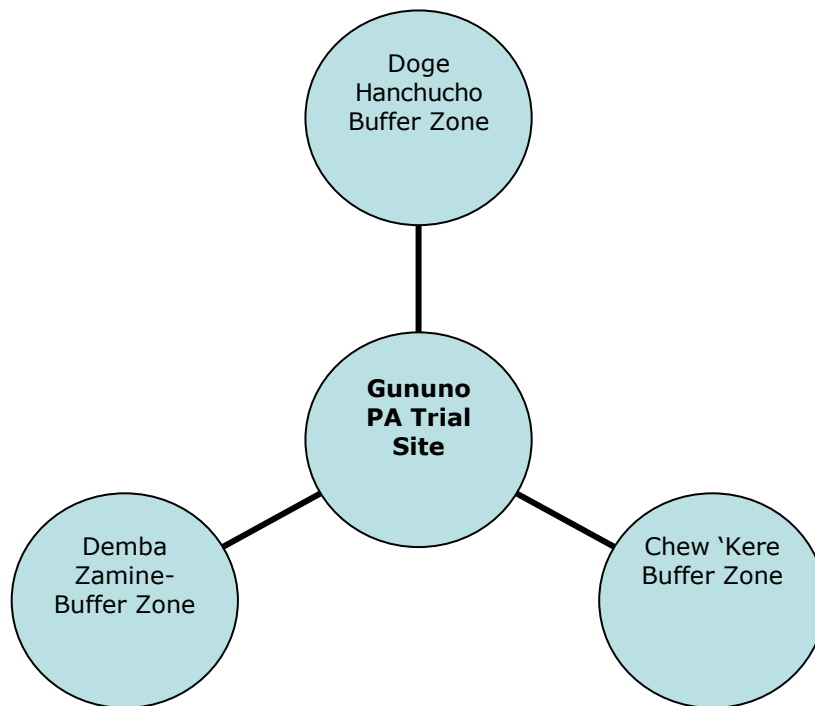 Doge
Hanchucho
Buffer Zone
Gununo
PA Trial
Site
Demba
Zamine-
Buffer Zone
Chew ‘Kere
Buffer Zone